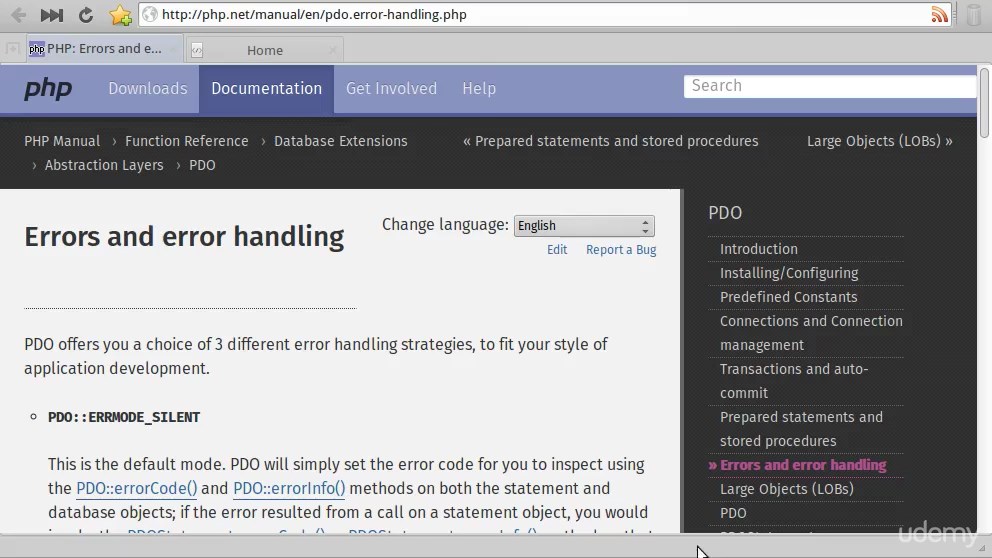 http://php.net/manual/en/pdo.error-handling.php
php PHP: Errors and e...
Home
php
Downloads
Documentation
Get Involved
Help
Search
PHP Manual › Function Reference › Database Extensions
› Abstraction Layers › PDO
« Prepared statements and stored procedures
Large Objects (LOBs) »
Errors and error handling
Change language: English
Edit
Report a Bug
PDO offers you a choice of 3 different error handling strategies, to fit your style of
application development.
PDO::ERRMODE_SILENT
This is the default mode. PDO will simply set the error code for you to inspect using
the PDO::errorCode() and PDO::errorInfo() methods on both the statement and
database objects; if the error resulted from a call on a statement object, you would
PDO
Introduction
Installing/Configuring
Predefined Constants
Connections and Connection
management
Transactions and auto-
commit
Prepared statements and
stored procedures
» Errors and error handling
Large Objects (LOBs)
PDO
udemy